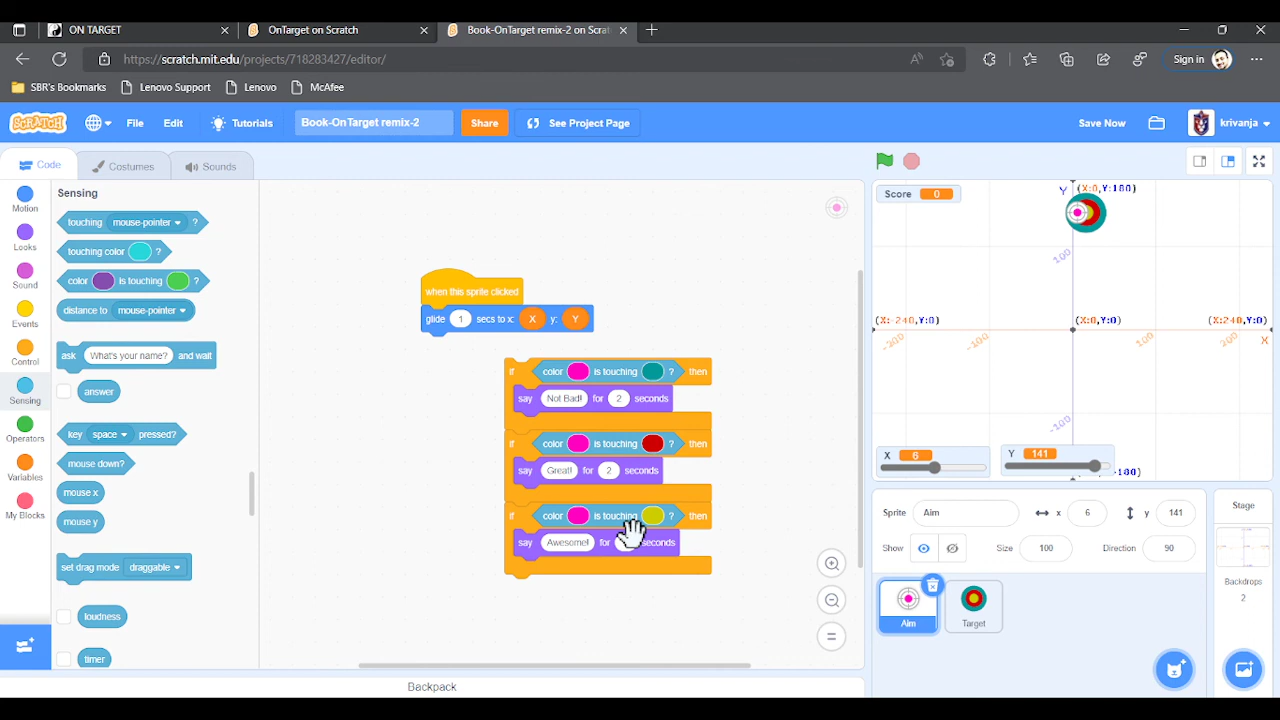 ON TARGET
OnTarget on Scratch
Book-OnTarget remix-2 on Scrat
https://scratch.mit.edu/projects/718283427/editor/
Sign in
SBR's Bookmarks
Lenovo Support
Lenovo
McAfee
SCRATCH
File
Edit
Tutorials
Book-OnTarget remix-2
Share
See Project Page
Save Now
krivanja
Code
Costumes
Sounds
Motion
Looks
Sound
Events
Control
Sensing
Operators
Variables
My Blocks
Sensing
touching mouse-pointer ?
touching color ?
color is touching ?
distance to mouse-pointer
ask What's your name? and wait
answer
key space pressed?
mouse down?
mouse x
mouse y
set drag mode draggable
loudness
timer
when this sprite clicked
glide 1 secs to x: X y: Y
if color is touching ? then
say Not Bad! for 2 seconds
if color is touching ? then
say Great! for 2 seconds
if color is touching ? then
say Awesome! for seconds
Backpack
Score 0
Y
(X:0,Y:180)
100
(X:-240,Y:0)
(X:0,Y:0)
(X:240,Y:0)
-200
-100
100
200
X
-100
X 6
Y 141
-180)
Sprite
Aim
x
6
y
141
Show
Size
100
Direction
90
Aim
Target
Stage
Backdrops
2